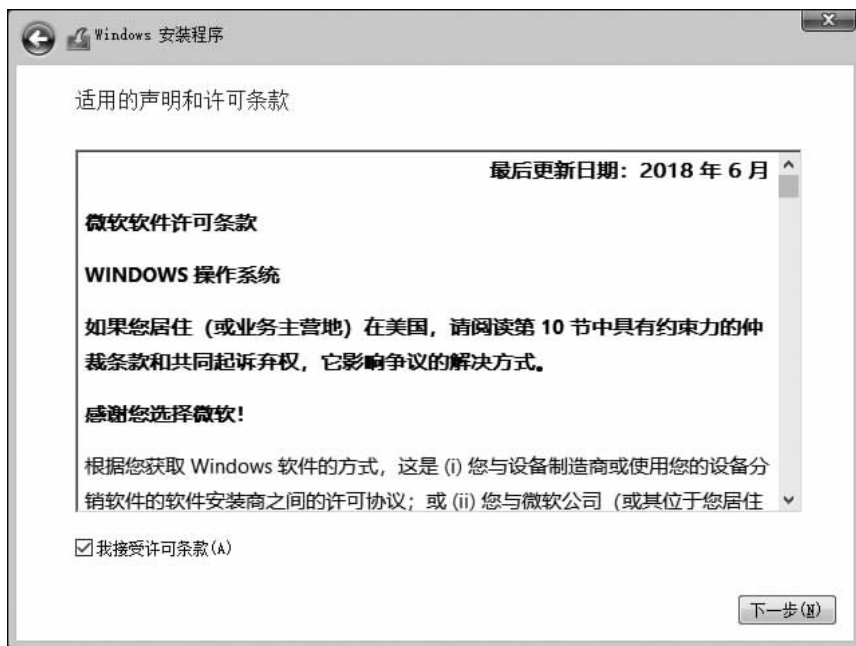 Windows 安装程序
适用的声明和许可条款
最后更新日期：2018 年 6 月
微软软件许可条款
WINDOWS 操作系统
如果您居住（或业务主营地）在美国，请阅读第 10 节中具有约束力的仲
裁条款和共同起诉弃权，它影响争议的解决方式。
感谢您选择微软！
根据您获取 Windows 软件的方式，这是 (i) 您与设备制造商或使用您的设备分
销软件的软件安装商之间的许可协议；或 (ii) 您与微软公司（或其位于您居住
我接受许可条款(A)
下一步(N)